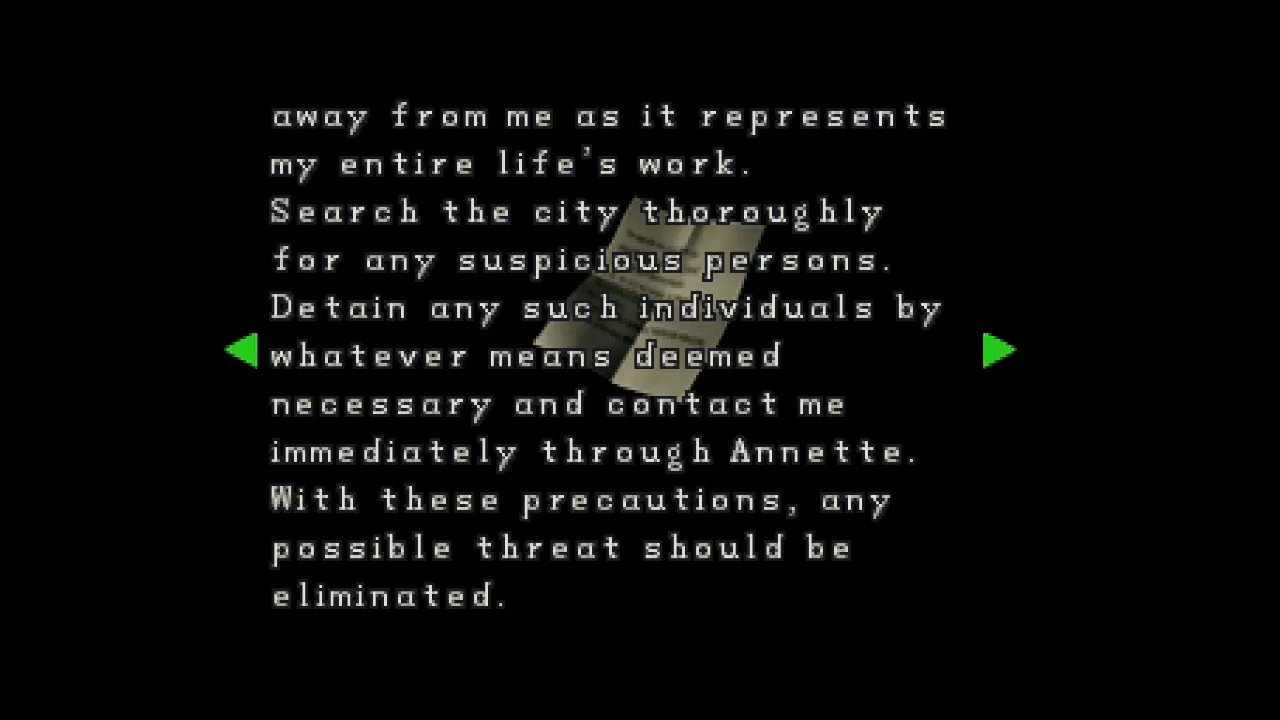 away from me as it represents
my entire life's work.
Search the city thoroughly
for any suspicious persons.
Detain any such individuals by
whatever means deemed
necessary and contact me
immediately through Annette.
With these precautions, any
possible threat should be
eliminated.